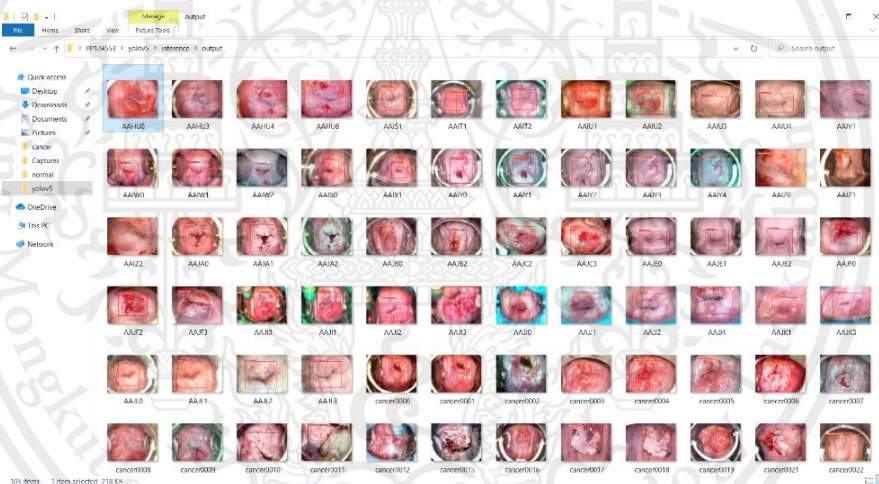 Manage output
File Home Share View Picture Tools
PP124553 > yolov5 > inference > output
Search output
Quick access
Desktop
Downloads
Documents
Pictures
cancer
Captures
normal
yolov5
OneDrive
This PC
Network
AAHU0 AAHU3 AAHU4 AAHU6 AAIS1 AAIT1 AAIT2 AAIU1 AAIU2 AAIU3 AAIU4 AAIV1
AAIW0 AAIW1 AAIW2 AAIX0 AAIX1 AAIY0 AAIY1 AAIY2 AAIY3 AAIY4 AAIZ0 AAIZ1
AAIZ2 AAJA0 AAJA1 AAJA2 AAJB0 AAJB2 AAJC2 AAJC3 AAJE0 AAJE1 AAJE2 AAJF0
AAJF2 AAJF3 AAJI0 AAJI1 AAJI2 AAJI3 AAJJ0 AAJJ1 AAJJ2 AAJJ4 AAJK1
AAJL0 AAJL1 AAJL2 AAJL3 cancer0000 cancer0001 cancer0002 cancer0003 cancer0004 cancer0005 cancer0006 cancer0007
cancer0008 cancer0009 cancer0010 cancer0011 cancer0012 cancer0015 cancer0016 cancer0017 cancer0018 cancer0019 cancer0021 cancer0022
103 items 1 item selected 218 KB